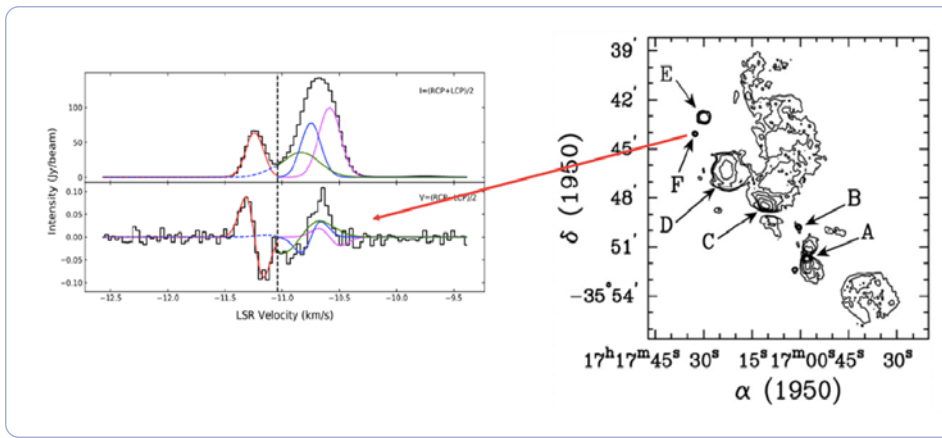 I=(RCP+LCP)/2
100
50
0
V=(RCP-LCP)/2
0.10
0.05
0.00
−0.05
−0.10
Intensity (Jy/beam)
−12.5 −12.0 −11.5 −11.0 −10.5 −10.0 −9.5
LSR Velocity (km/s)
39′
42′
45′
48′
51′
−35°54′
δ (1950)
E
F
D
C
B
A
17ʰ17ᵐ45ˢ 30ˢ 15ˢ 17ᵐ00ˢ 45ˢ 30ˢ
α (1950)